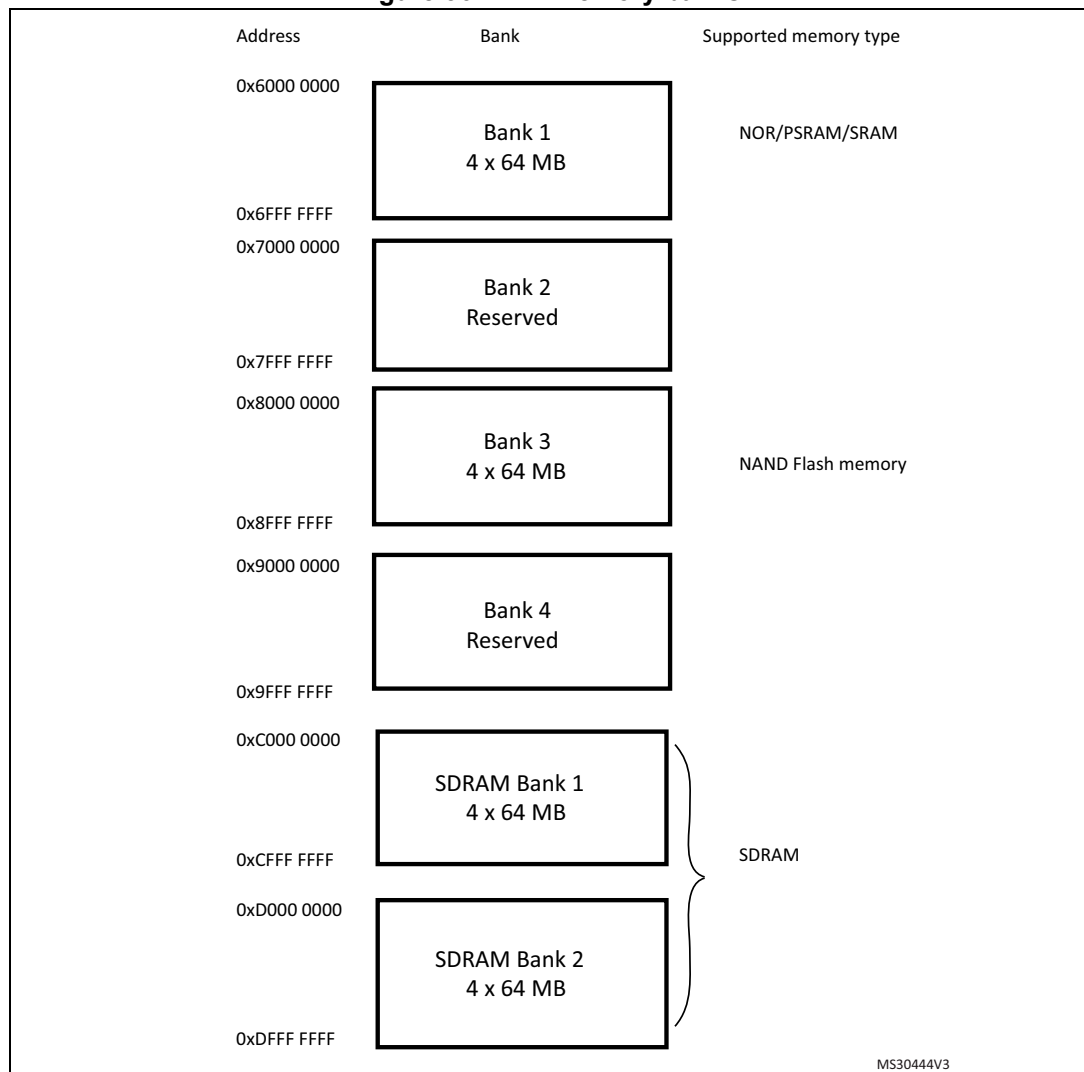 Address Bank Supported memory type
0x6000 0000
Bank 1
4 x 64 MB
NOR/PSRAM/SRAM
0x6FFF FFFF
0x7000 0000
Bank 2
Reserved
0x7FFF FFFF
0x8000 0000
Bank 3
4 x 64 MB
NAND Flash memory
0x8FFF FFFF
0x9000 0000
Bank 4
Reserved
0x9FFF FFFF
0xC000 0000
SDRAM Bank 1
4 x 64 MB
0xCFFF FFFF
SDRAM
0xD000 0000
SDRAM Bank 2
4 x 64 MB
0xDFFF FFFF
MS30444V3